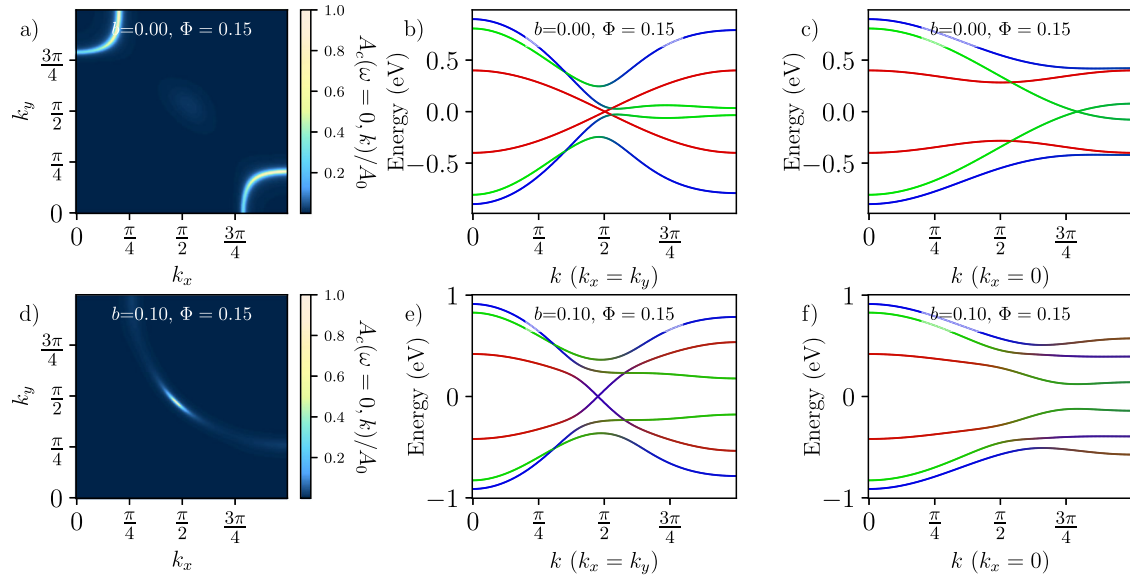 a)
b=0.00, Φ = 0.15
k_y
3π/4
π/2
π/4
0
0
π/4
π/2
3π/4
k_x
1.0
0.8
0.6
0.4
0.2
A_c(ω = 0, k)/A_0
b)
b=0.00, Φ = 0.15
Energy (eV)
0.5
0.0
−0.5
0
π/4
π/2
3π/4
k (k_x = k_y)
c)
b=0.00, Φ = 0.15
Energy (eV)
0.5
0.0
−0.5
0
π/4
π/2
3π/4
k (k_x = 0)
d)
b=0.10, Φ = 0.15
k_y
3π/4
π/2
π/4
0
0
π/4
π/2
3π/4
k_x
1.0
0.8
0.6
0.4
0.2
A_c(ω = 0, k)/A_0
e)
b=0.10, Φ = 0.15
Energy (eV)
1
0
−1
0
π/4
π/2
3π/4
k (k_x = k_y)
f)
b=0.10, Φ = 0.15
Energy (eV)
1
0
−1
0
π/4
π/2
3π/4
k (k_x = 0)